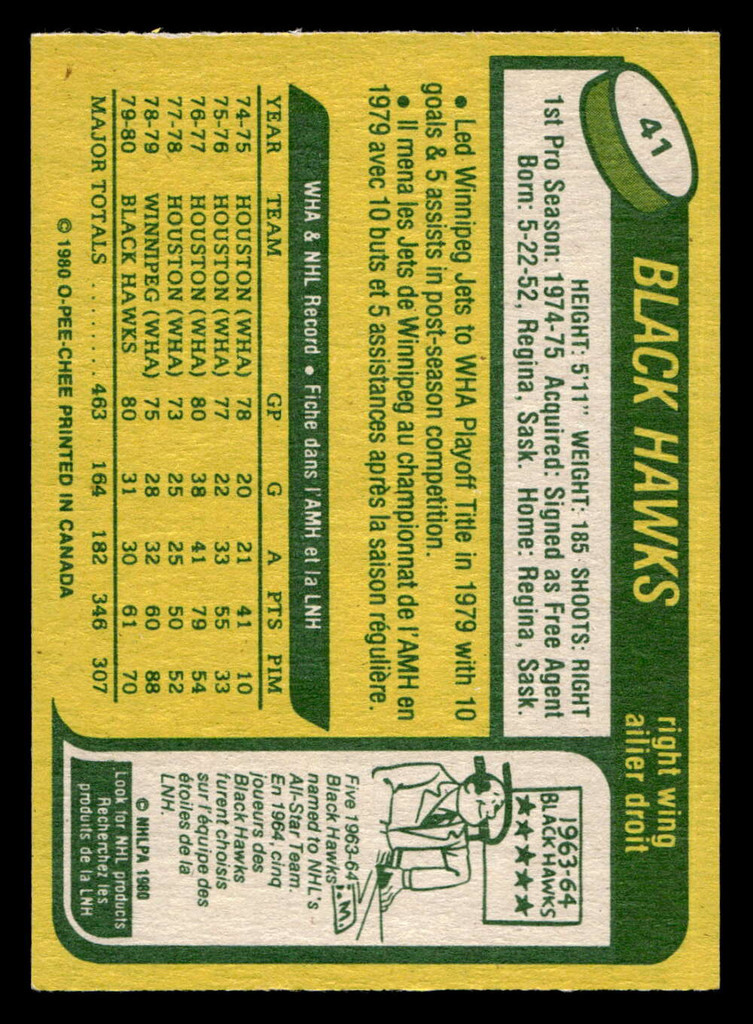 41
BLACK HAWKS
right wing
ailier droit
HEIGHT: 5'11" WEIGHT: 185 SHOOTS: RIGHT
1st Pro Season: 1974-75 Acquired: Signed as Free Agent
Born: 5-22-52, Regina, Sask. Home: Regina, Sask.
● Led Winnipeg Jets to WHA Playoff Title in 1979 with 10
goals & 5 assists in post-season competition.
● Il mena les Jets de Winnipeg au championnat de l'AMH en
1979 avec 10 buts et 5 assistances après la saison régulière.
WHA & NHL Record ● Fiche dans l'AMH et la LNH
YEAR TEAM GP G A PTS PIM
74-75 HOUSTON (WHA) 78 20 21 41 10
75-76 HOUSTON (WHA) 77 22 33 55 33
76-77 HOUSTON (WHA) 80 38 41 79 54
77-78 HOUSTON (WHA) 73 25 25 50 52
78-79 WINNIPEG (WHA) 75 28 32 60 88
79-80 BLACK HAWKS 80 31 30 61 70
MAJOR TOTALS ........ 463 164 182 346 307
© 1980 O-PEE-CHEE PRINTED IN CANADA
1963-64
BLACK HAWKS
★★★★★
I.M.
Five 1963-64
Black Hawks
named to NHL's
All-Star Team.
En 1964, cinq
joueurs des
Black Hawks
furent choisis
sur l'équipe des
étoiles de la
LNH.
© NHLPA 1980
Look for NHL products
Recherchez les
produits de la LNH